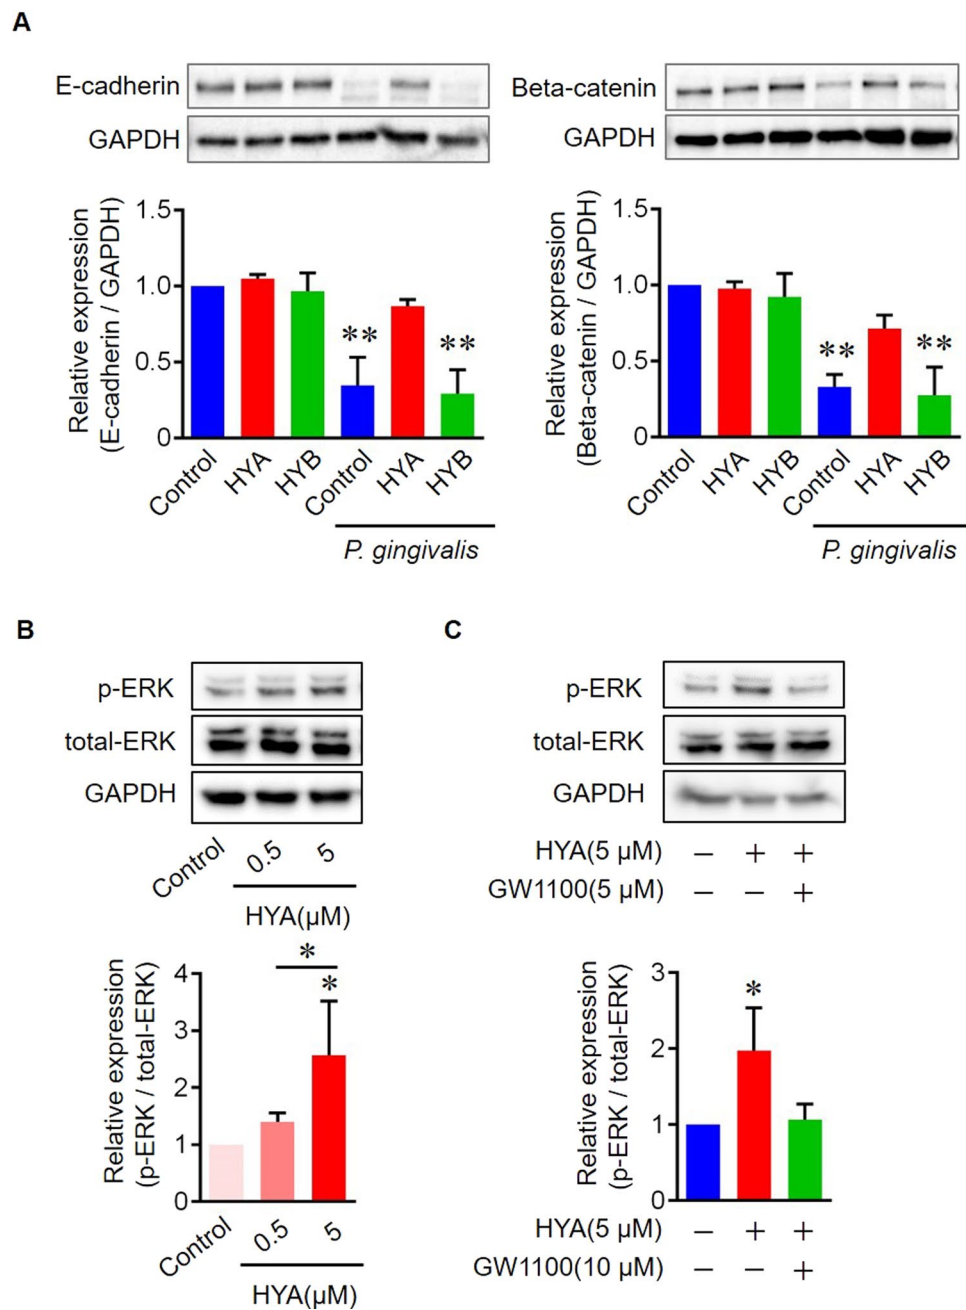 A
E-cadherin
GAPDH
Relative expression
(E-cadherin / GAPDH)
1.5
1.0
0.5
0
**
**
Control
HYA
HYB
Control
HYA
HYB
P. gingivalis
Beta-catenin
GAPDH
Relative expression
(Beta-catenin / GAPDH)
1.5
1.0
0.5
0
**
**
Control
HYA
HYB
Control
HYA
HYB
P. gingivalis
B
p-ERK
total-ERK
GAPDH
Control
0.5
5
HYA(μM)
Relative expression
(p-ERK / total-ERK)
4
3
2
1
0
*
*
Control
0.5
5
HYA(μM)
C
p-ERK
total-ERK
GAPDH
HYA(5 μM) − + +
GW1100(5 μM) − − +
Relative expression
(p-ERK / total-ERK)
3
2
1
0
*
HYA(5 μM) − + +
GW1100(10 μM) − − +